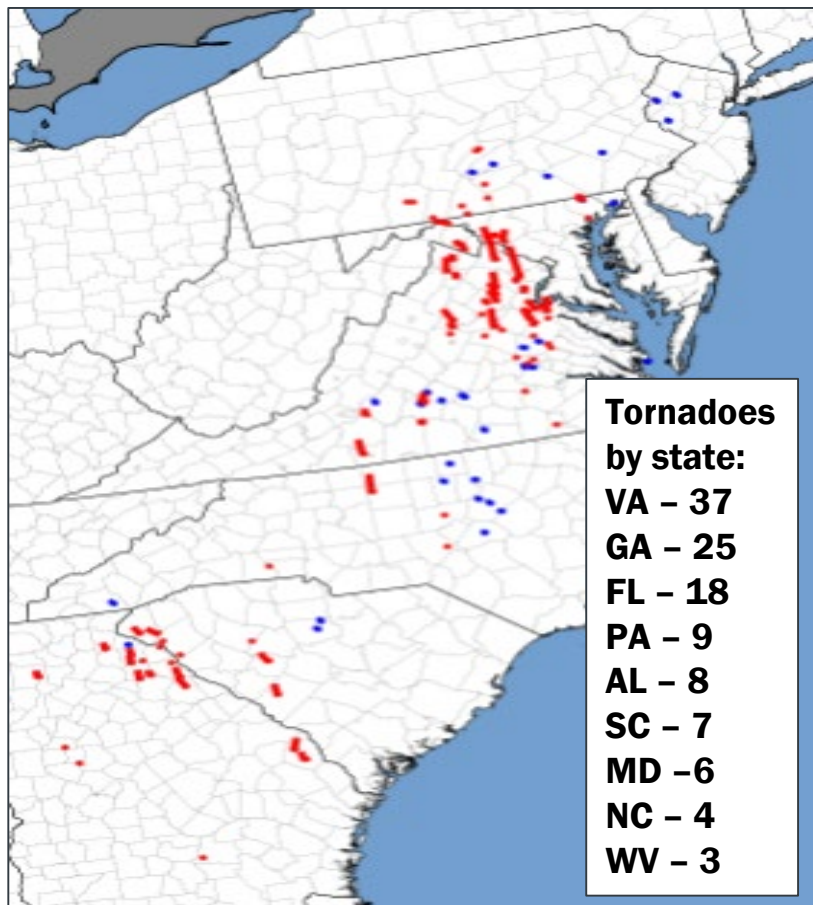 Tornadoes
by state:
VA – 37
GA – 25
FL – 18
PA – 9
AL – 8
SC – 7
MD –6
NC – 4
WV – 3